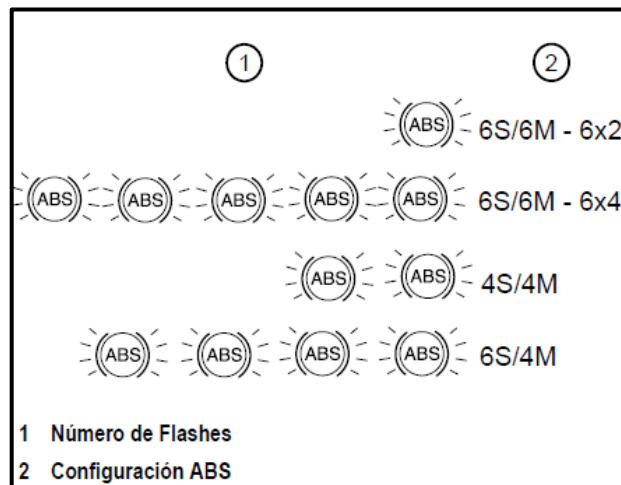 1 2
ABS 6S/6M - 6x2
ABS ABS ABS ABS ABS 6S/6M - 6x4
ABS ABS 4S/4M
ABS ABS ABS ABS 6S/4M
1 Número de Flashes
2 Configuración ABS